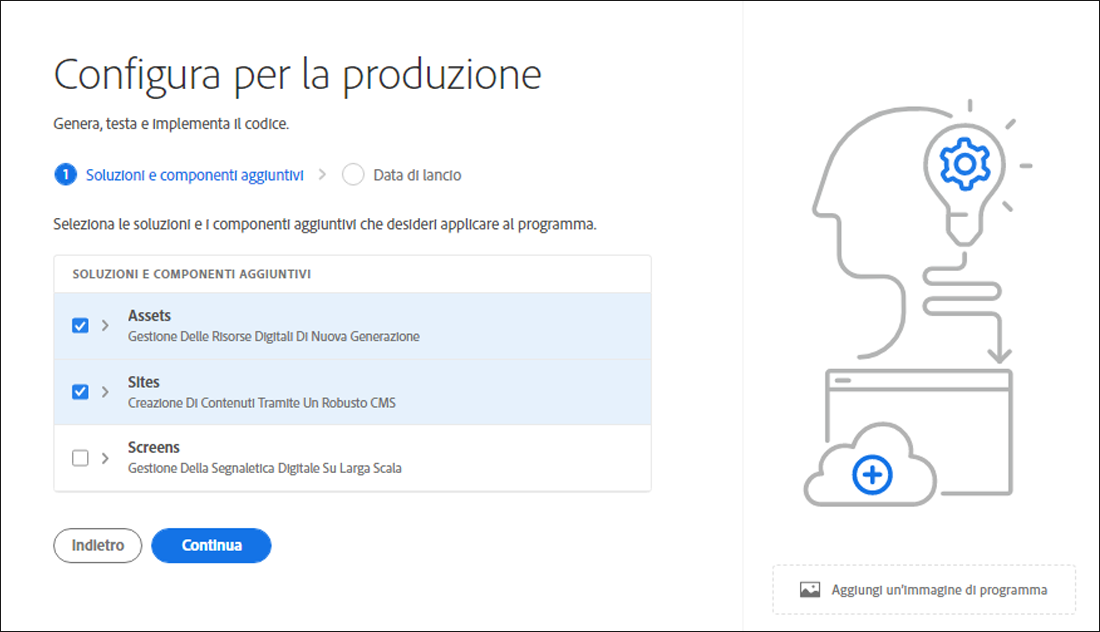 Configura per la produzione
Genera, testa e implementa il codice.
1 Soluzioni e componenti aggiuntivi > Data di lancio
Seleziona le soluzioni e i componenti aggiuntivi che desideri applicare al programma.
SOLUZIONI E COMPONENTI AGGIUNTIVI
Assets
Gestione Delle Risorse Digitali Di Nuova Generazione
Sites
Creazione Di Contenuti Tramite Un Robusto CMS
Screens
Gestione Della Segnaletica Digitale Su Larga Scala
Indietro Continua
Aggiungi un'immagine di programma